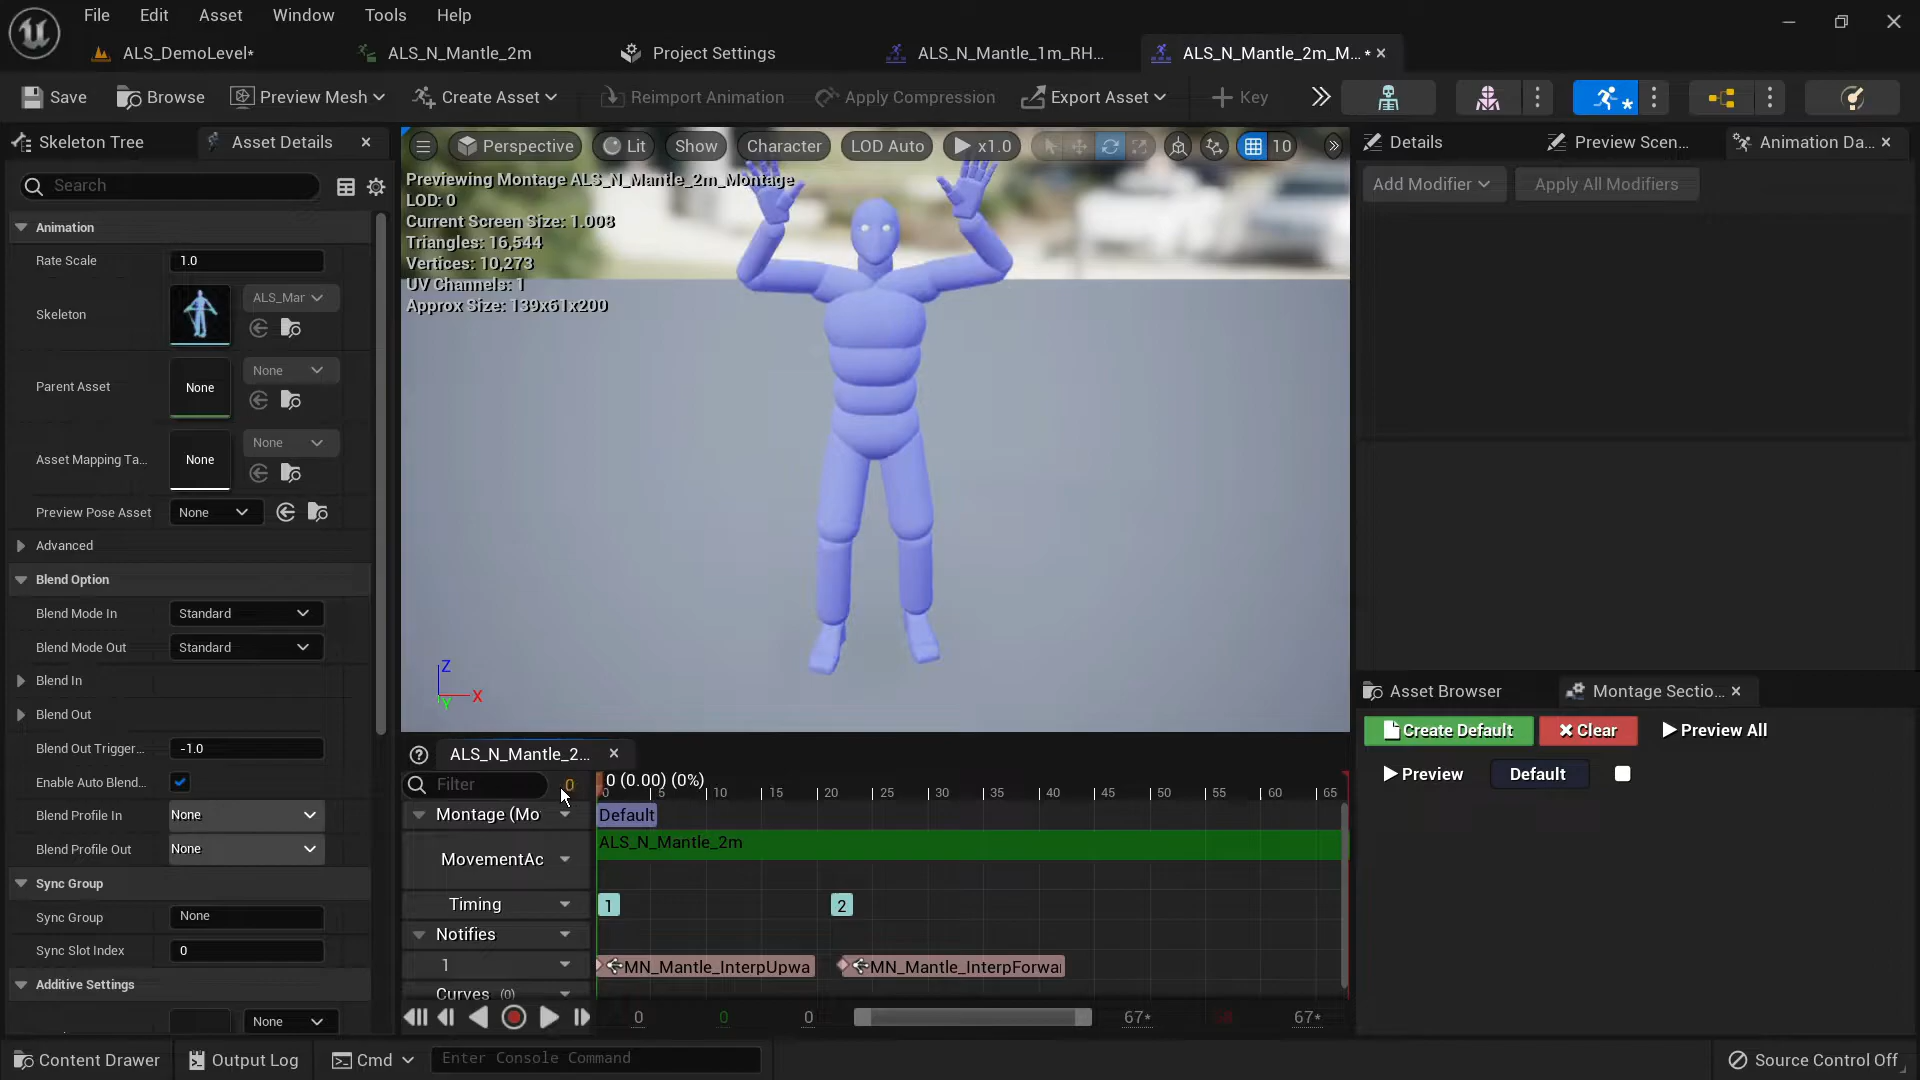 File Edit Asset Window Tools Help
ALS_DemoLevel* ALS_N_Mantle_2m Project Settings ALS_N_Mantle_1m_RH... ALS_N_Mantle_2m_M...*
Save Browse Preview Mesh Create Asset Reimport Animation Apply Compression Export Asset Key
Skeleton Tree Asset Details
Search
Animation
Rate Scale 1.0
Skeleton ALS_Mar
Parent Asset None None
Asset Mapping Ta... None None
Preview Pose Asset None
Advanced
Blend Option
Blend Mode In Standard
Blend Mode Out Standard
Blend In
Blend Out
Blend Out Trigger... -1.0
Enable Auto Blend...
Blend Profile In None
Blend Profile Out None
Sync Group
Sync Group None
Sync Slot Index 0
Additive Settings
None
Perspective Lit Show Character LOD Auto x1.0 10
Previewing Montage ALS_N_Mantle_2m_Montage
LOD: 0
Current Screen Size: 1.008
Triangles: 16,544
Vertices: 10,273
UV Channels: 1
Approx Size: 139x61x200
Z
X
Y
ALS_N_Mantle_2...
Filter 0 0 (0.00) (0%)
0 5 10 15 20 25 30 35 40 45 50 55 60 65
Montage (Mo Default
ALS_N_Mantle_2m
MovementAc
Timing 1 2
Notifies
1 MN_Mantle_InterpUpwa MN_Mantle_InterpForwa
Curves (0)
0 0 0 67* 67*
Details Preview Scen... Animation Da...
Add Modifier Apply All Modifiers
Asset Browser Montage Sectio...
Create Default Clear Preview All
Preview Default
Content Drawer Output Log Cmd Enter Console Command Source Control Off